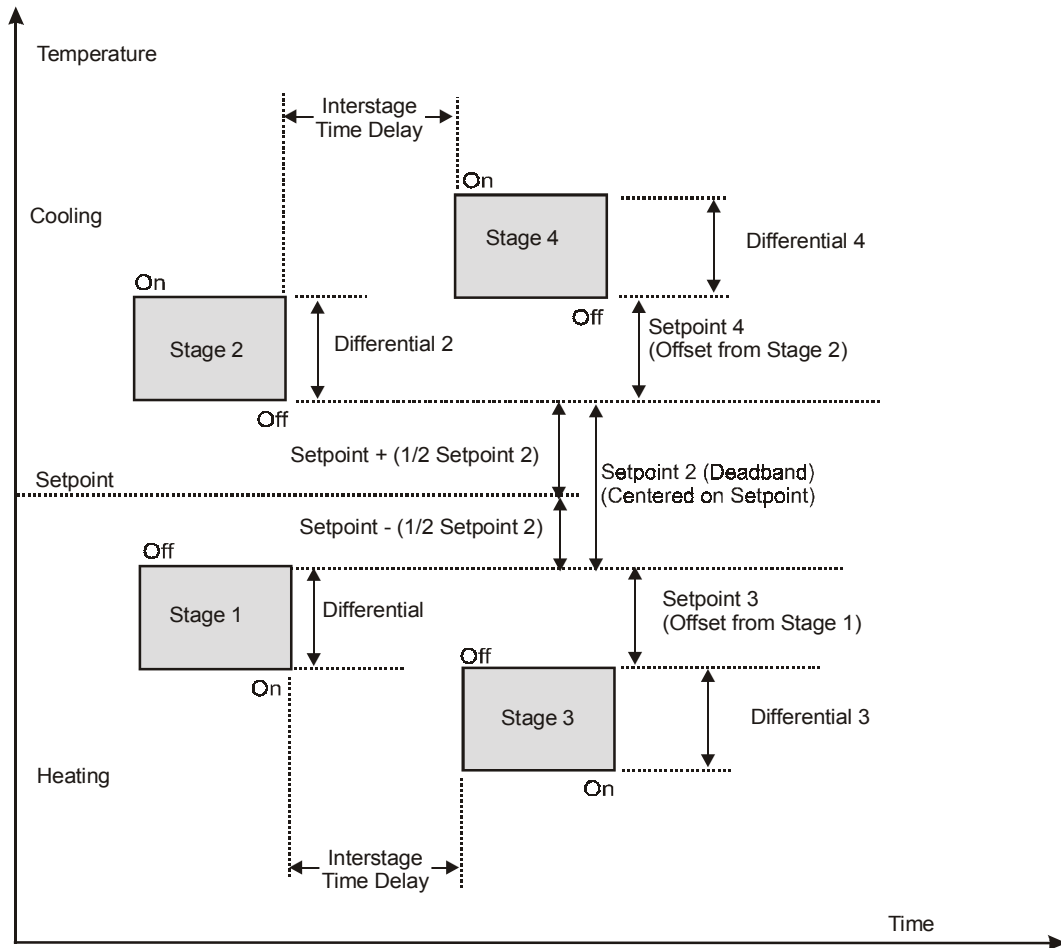 Temperature
Interstage
Time Delay
On
Cooling
Stage 4
Differential 4
On
Off
Setpoint 4
(Offset from Stage 2)
Stage 2
Differential 2
Off
Setpoint + (1/2 Setpoint 2)
Setpoint 2 (Deadband)
(Centered on Setpoint)
Setpoint
Setpoint - (1/2 Setpoint 2)
Off
Stage 1
Differential
Setpoint 3
(Offset from Stage 1)
Off
On
Stage 3
Differential 3
Heating
On
Interstage
Time Delay
Time